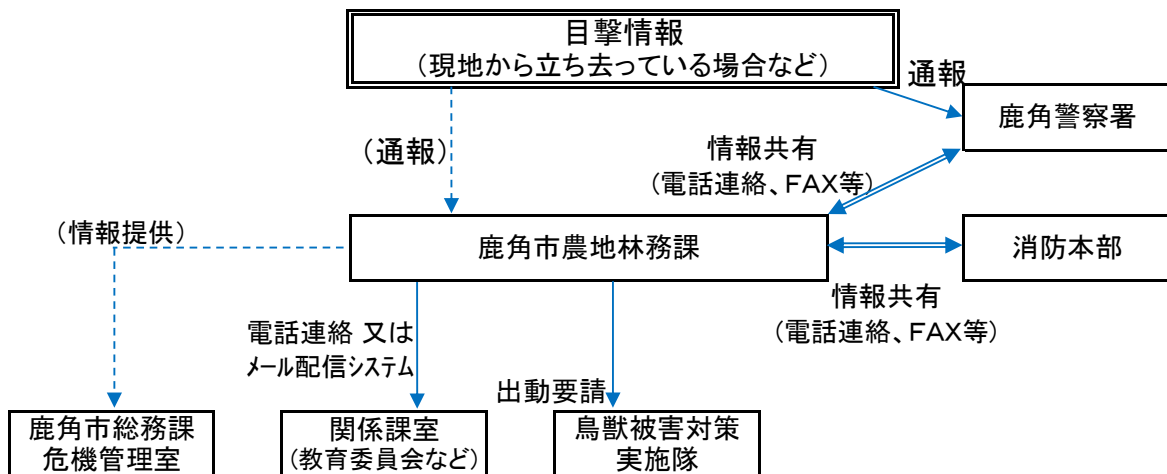 目撃情報
（現地から立ち去っている場合など）
通報
鹿角警察署
（通報）
情報共有
（電話連絡、FAX等）
（情報提供）
鹿角市農地林務課
消防本部
情報共有
（電話連絡、FAX等）
電話連絡 又は
メール配信システム
出動要請
鹿角市総務課
危機管理室
関係課室
（教育委員会など）
鳥獣被害対策
実施隊